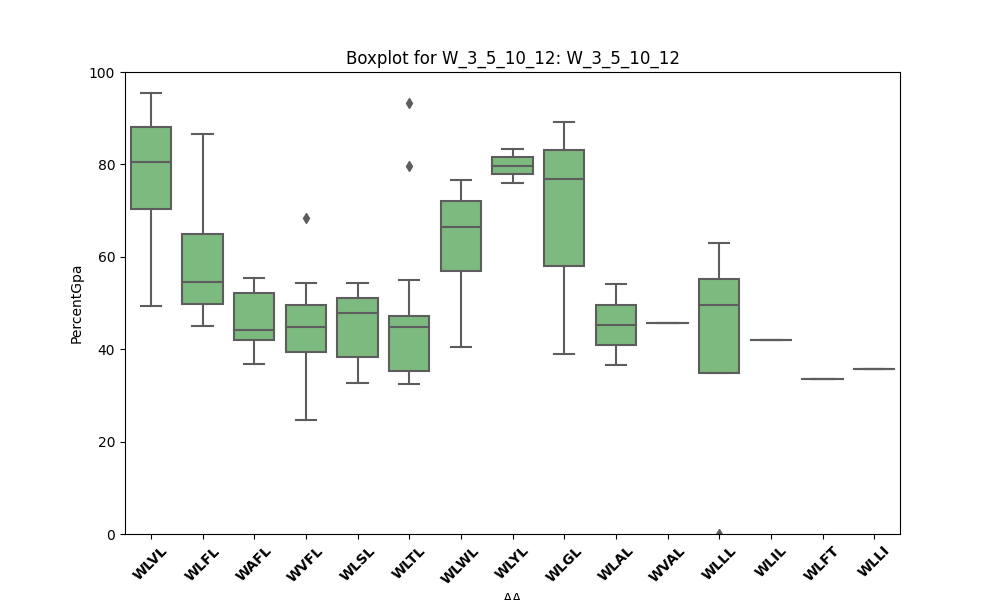 Boxplot for W_3_5_10_12: W_3_5_10_12
100
80
60
40
20
0
PercentGpa
WLVL
WLFL
WAFL
WVFL
WLSL
WLTL
WLWL
WLYL
WLGL
WLAL
WVAL
WLLL
WLIL
WLFT
WLLI
AA